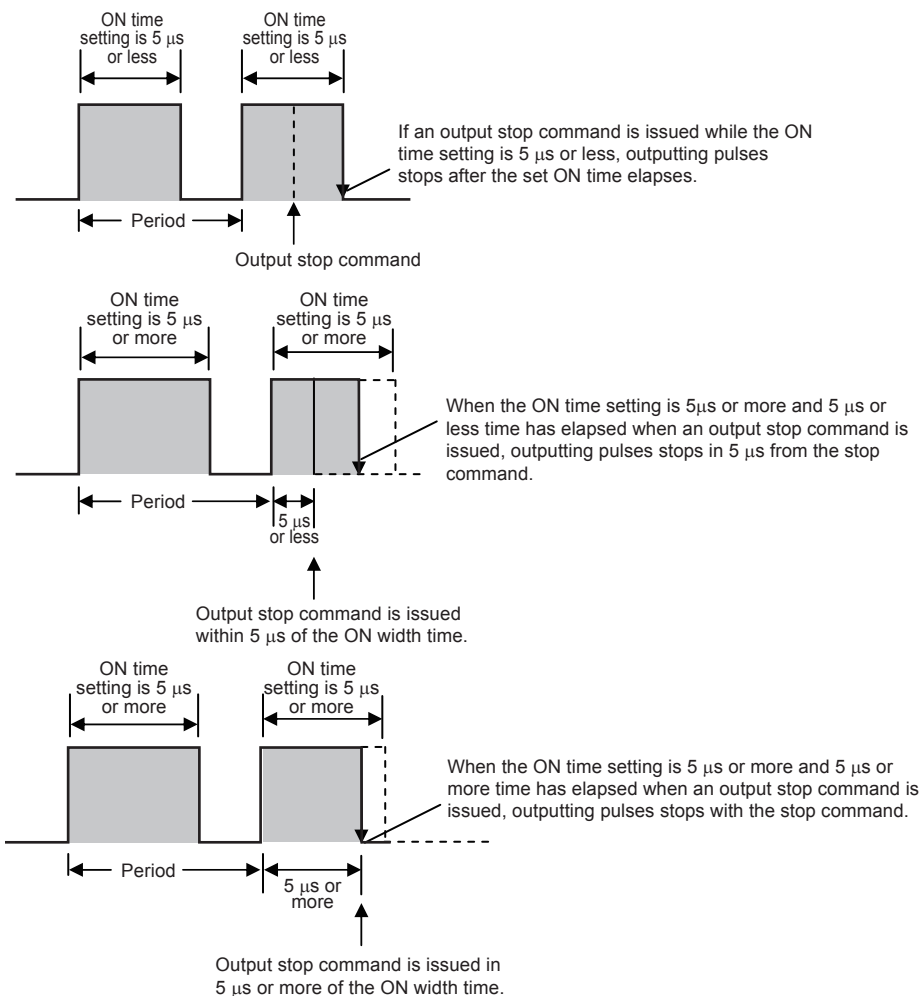 ON time
setting is 5 μs
or less
ON time
setting is 5 μs
or less
If an output stop command is issued while the ON
time setting is 5 μs or less, outputting pulses
stops after the set ON time elapses.
Period
Output stop command
ON time
setting is 5 μs
or more
ON time
setting is 5 μs
or more
When the ON time setting is 5μs or more and 5 μs or
less time has elapsed when an output stop command is
issued, outputting pulses stops in 5 μs from the stop
command.
Period
5 μs
or less
Output stop command is issued
within 5 μs of the ON width time.
ON time
setting is 5 μs
or more
ON time
setting is 5 μs
or more
When the ON time setting is 5 μs or more and 5 μs or
more time has elapsed when an output stop command is
issued, outputting pulses stops with the stop command.
Period
5 μs or
more
Output stop command is issued in
5 μs or more of the ON width time.